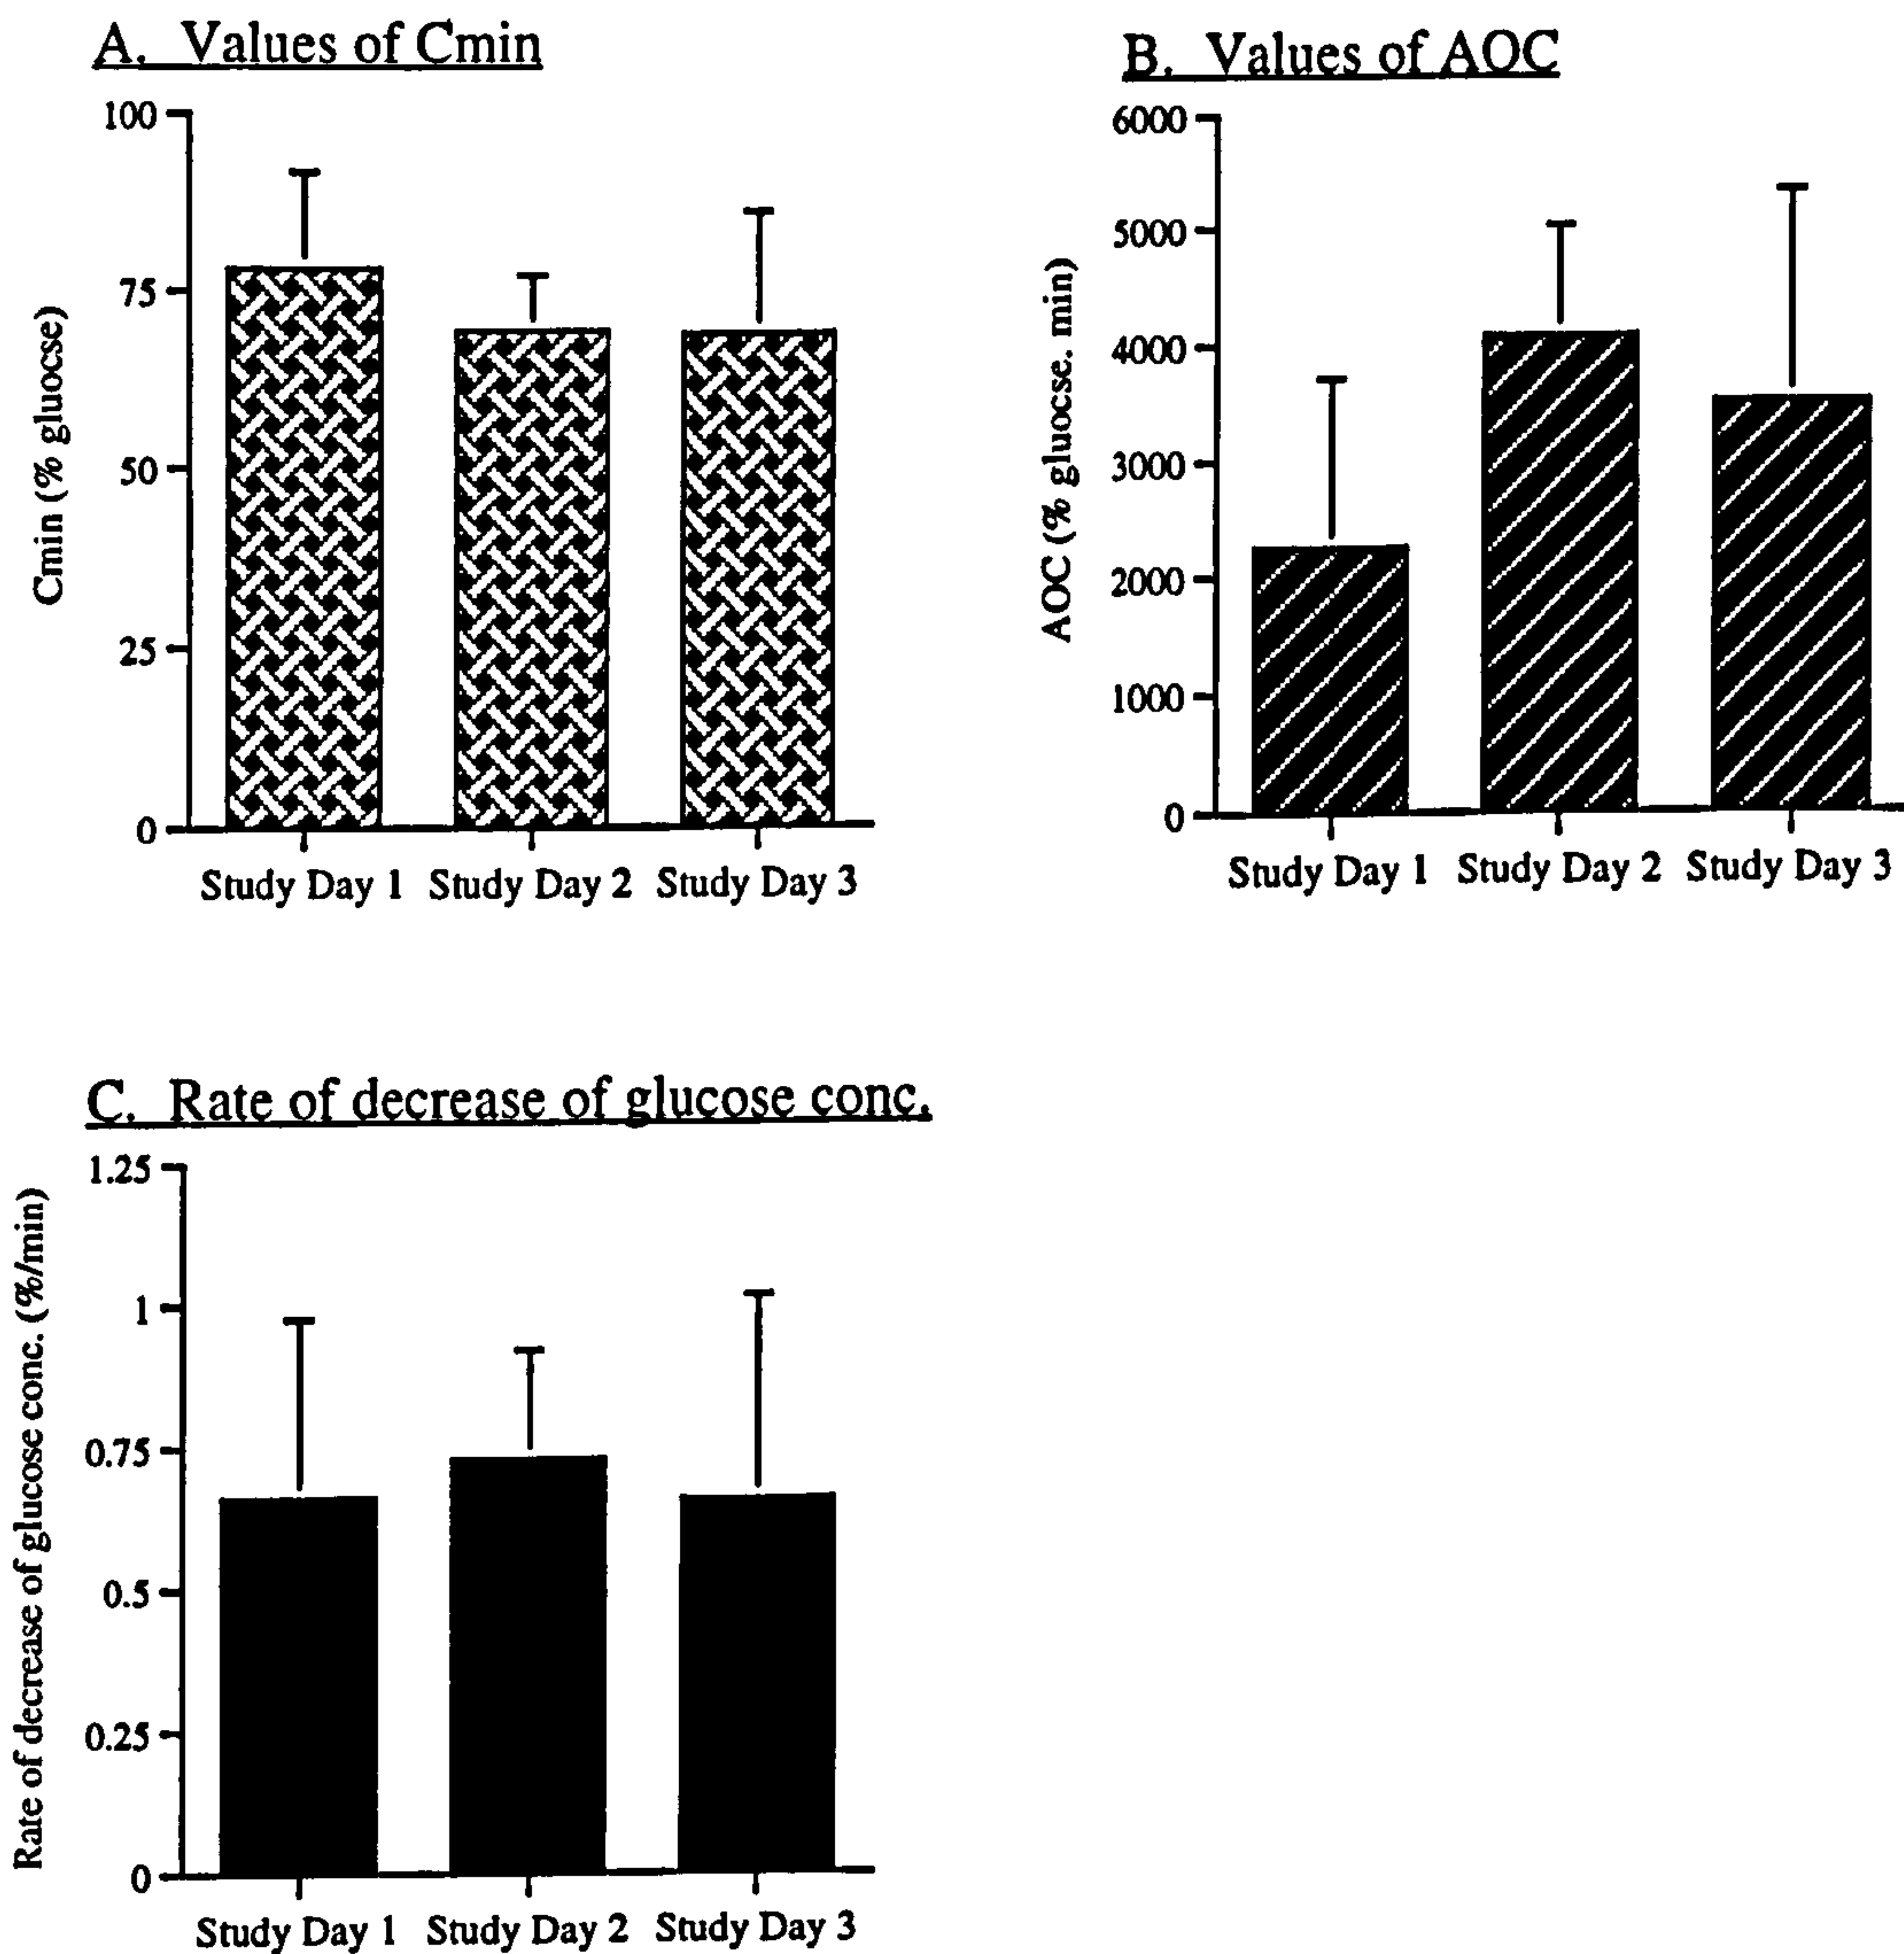 A. Values of Cmin
100
75
50
25
0
Cmin (% gluocse)
Study Day 1 Study Day 2 Study Day 3
B. Values of AOC
6000
5000
4000
3000
2000
1000
0
AOC (% gluocse. min)
Study Day 1 Study Day 2 Study Day 3
C. Rate of decrease of glucose conc.
1.25
1
0.75
0.5
0.25
0
Rate of decrease of glucose conc. (%/min)
Study Day 1 Study Day 2 Study Day 3